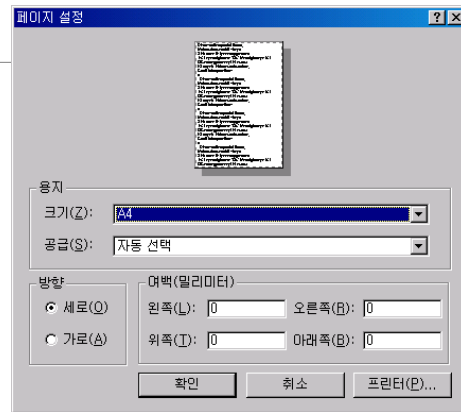 페이지 설정
용지
크기(Z): A4
공급(S): 자동 선택
방향
세로(O)
가로(A)
여백(밀리미터)
왼쪽(L): 0 오른쪽(R): 0
위쪽(T): 0 아래쪽(B): 0
확인 취소 프린터(P)...